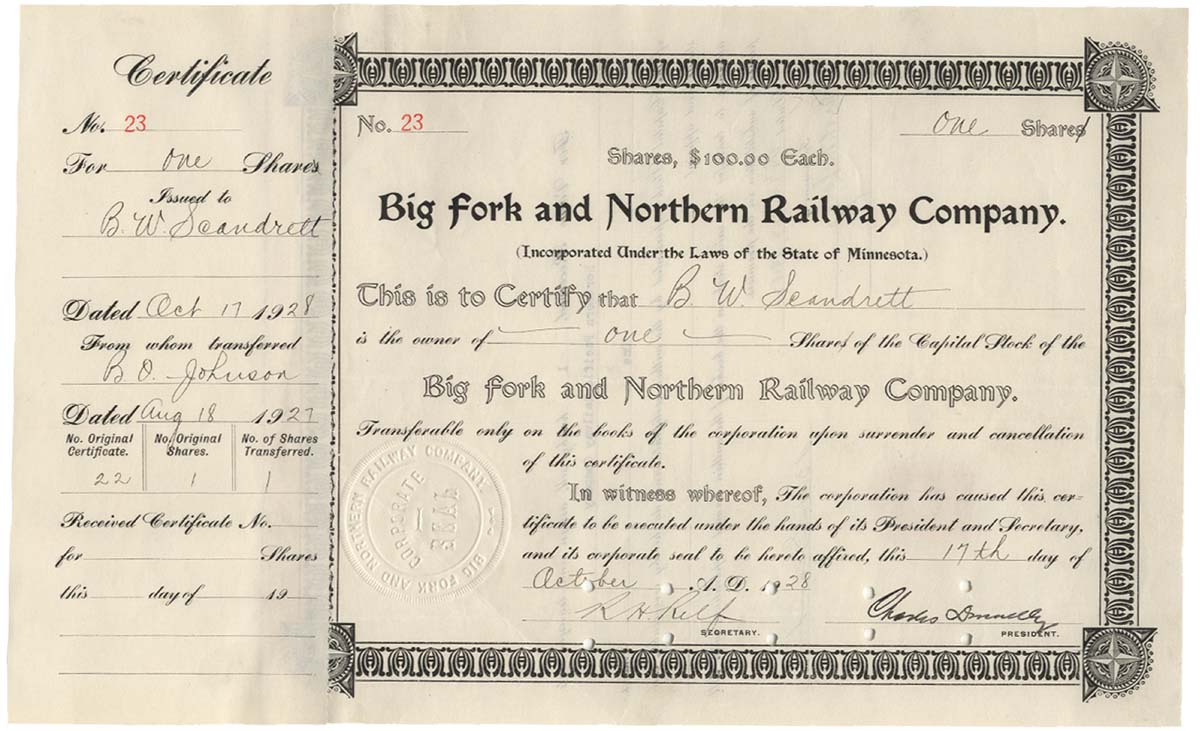 Certificate
No. 23
For one Shares
Issued to
B. W. Scandrett
Dated Oct 17 1928
From whom transferred
B O. Johnson
Dated Aug 18 1927
No. Original Certificate. No. Original Shares. No. of Shares Transferred.
22 1 1
Received Certificate No.
for Shares
this day of 19
No. 23 one Shares
Shares, $100.00 Each.
Big Fork and Northern Railway Company.
(Incorporated Under the Laws of the State of Minnesota.)
This is to Certify that B. W. Scandrett
is the owner of one Shares of the Capital Stock of the
Big Fork and Northern Railway Company.
Transferable only on the books of the corporation upon surrender and cancellation
of this certificate.
In witness whereof, The corporation has caused this cer=
tificate to be executed under the hands of its President and Secretary,
and its corporate seal to be hereto affixed, this 17th day of
October A. D. 1928
R H Relf Charles Donnelly
SECRETARY. PRESIDENT.
BIG FORK AND NORTHERN RAILWAY COMPANY.
CORPORATE
SEAL